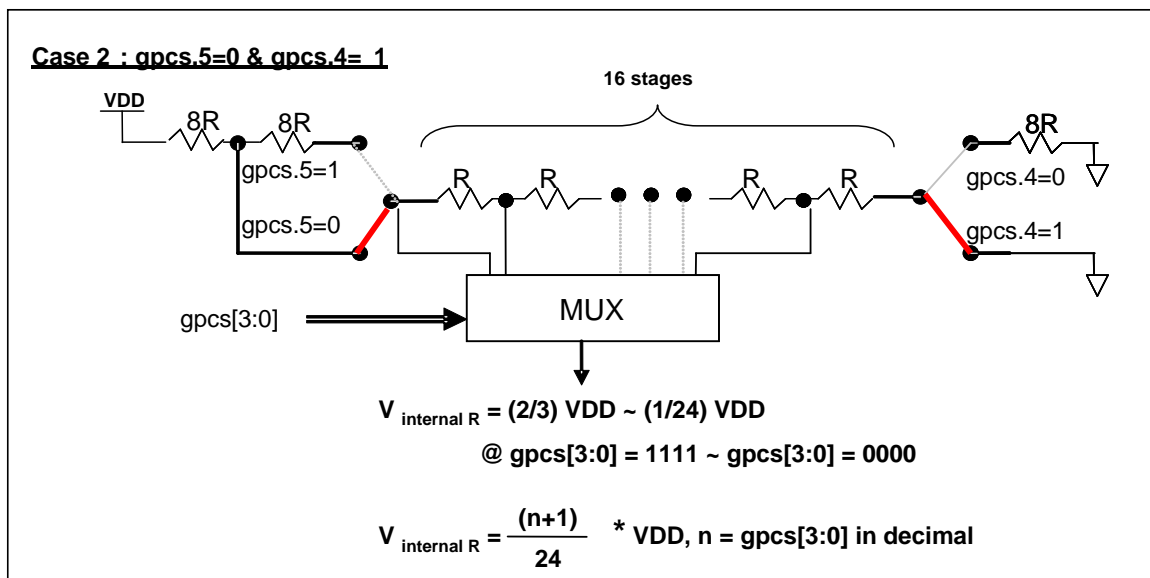 Case 2 : gpcs.5=0 & gpcs.4= 1
16 stages
VDD
8R 8R 8R
gpcs.5=1
R R R R
gpcs.4=0
gpcs.5=0
gpcs.4=1
MUX
gpcs[3:0]
V internal R = (2/3) VDD ~ (1/24) VDD
@ gpcs[3:0] = 1111 ~ gpcs[3:0] = 0000
V internal R = (n+1) / 24 * VDD, n = gpcs[3:0] in decimal